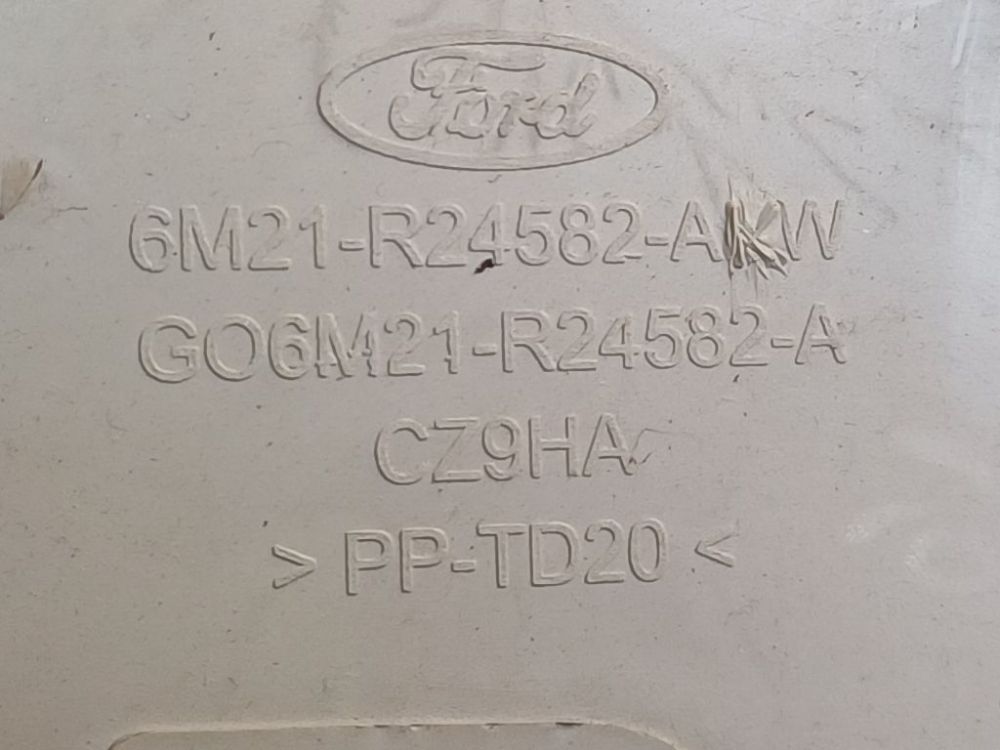 Ford
6M21-R24582-AKW
GO6M21-R24582-A
CZ9HA
> PP-TD20 <